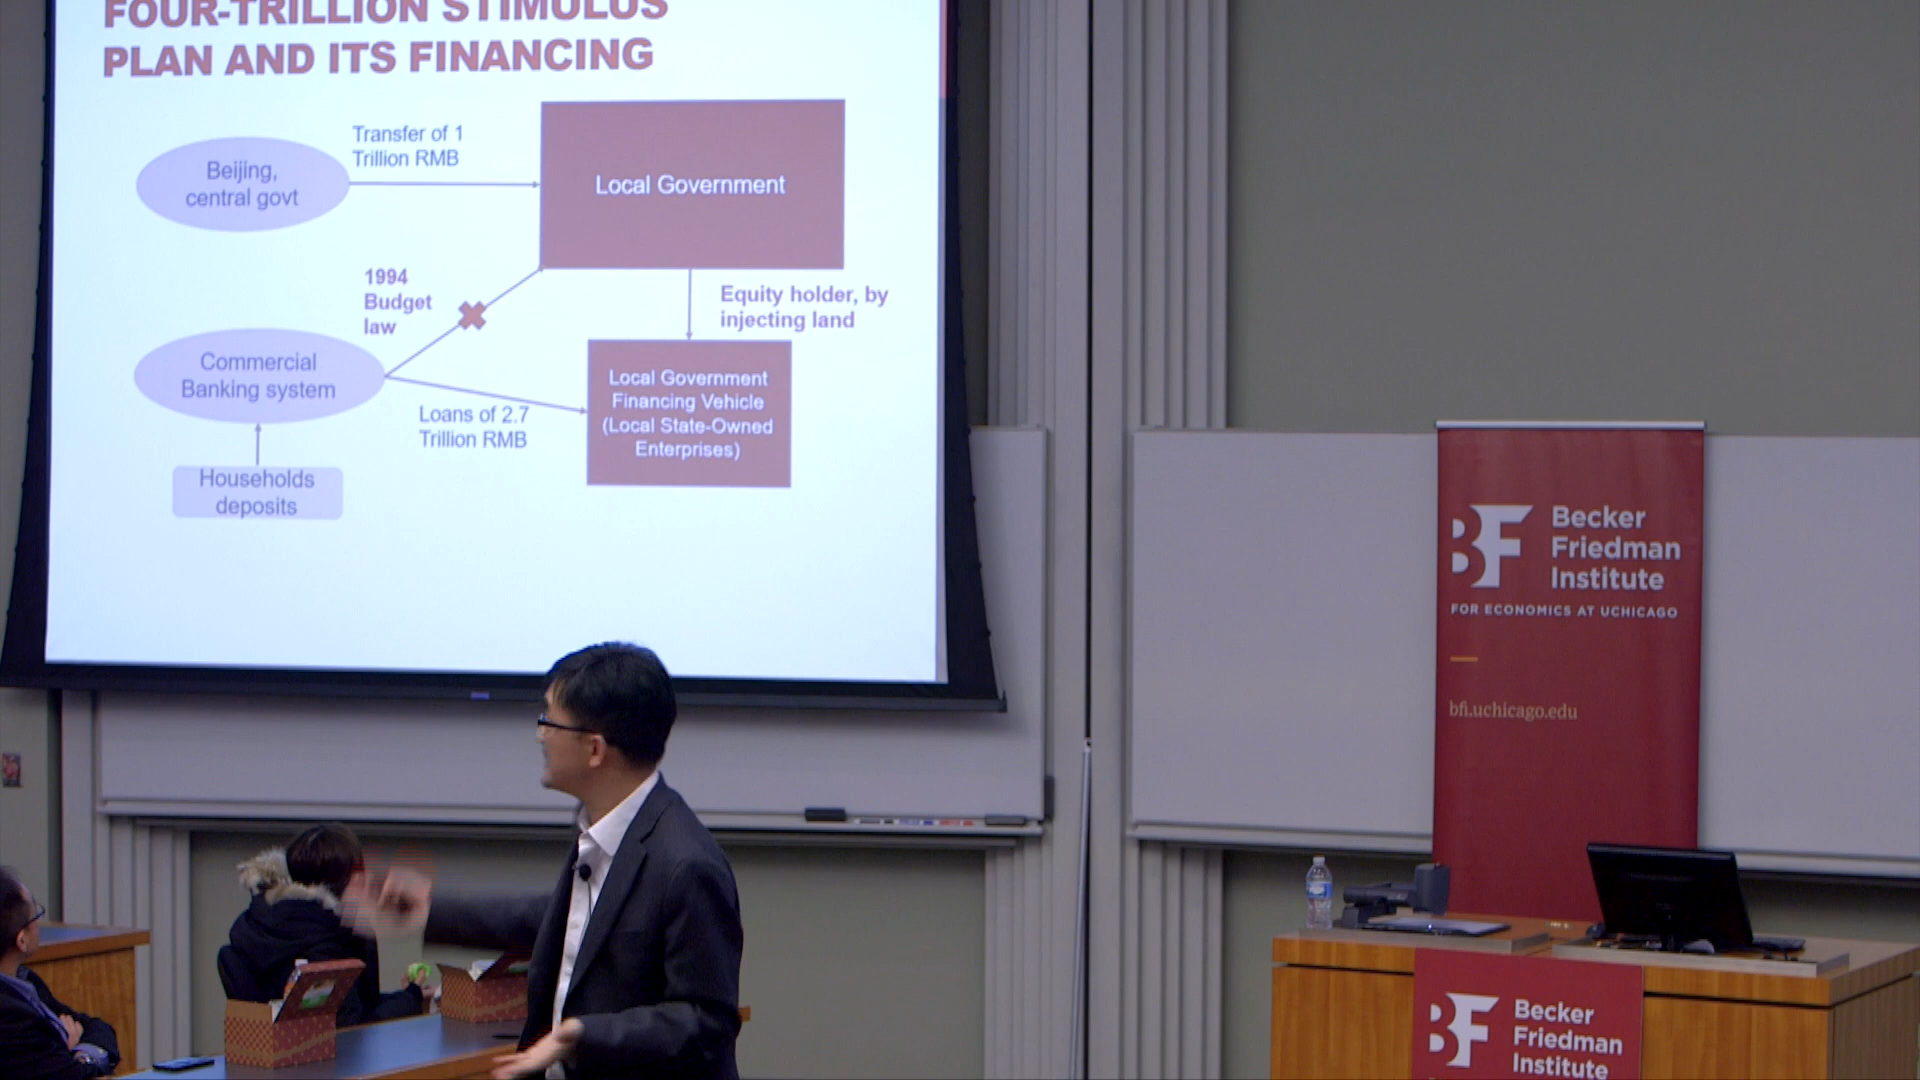 FOUR-TRILLION STIMULUS
PLAN AND ITS FINANCING
Transfer of 1
Trillion RMB
Beijing,
central govt
Local Government
1994
Budget
law
Equity holder, by
injecting land
Commercial
Banking system
Loans of 2.7
Trillion RMB
Local Government
Financing Vehicle
(Local State-Owned
Enterprises)
Households
deposits
BF
Becker
Friedman
Institute
FOR ECONOMICS AT UCHICAGO
bfi.uchicago.edu
BF
Becker
Friedman
Institute